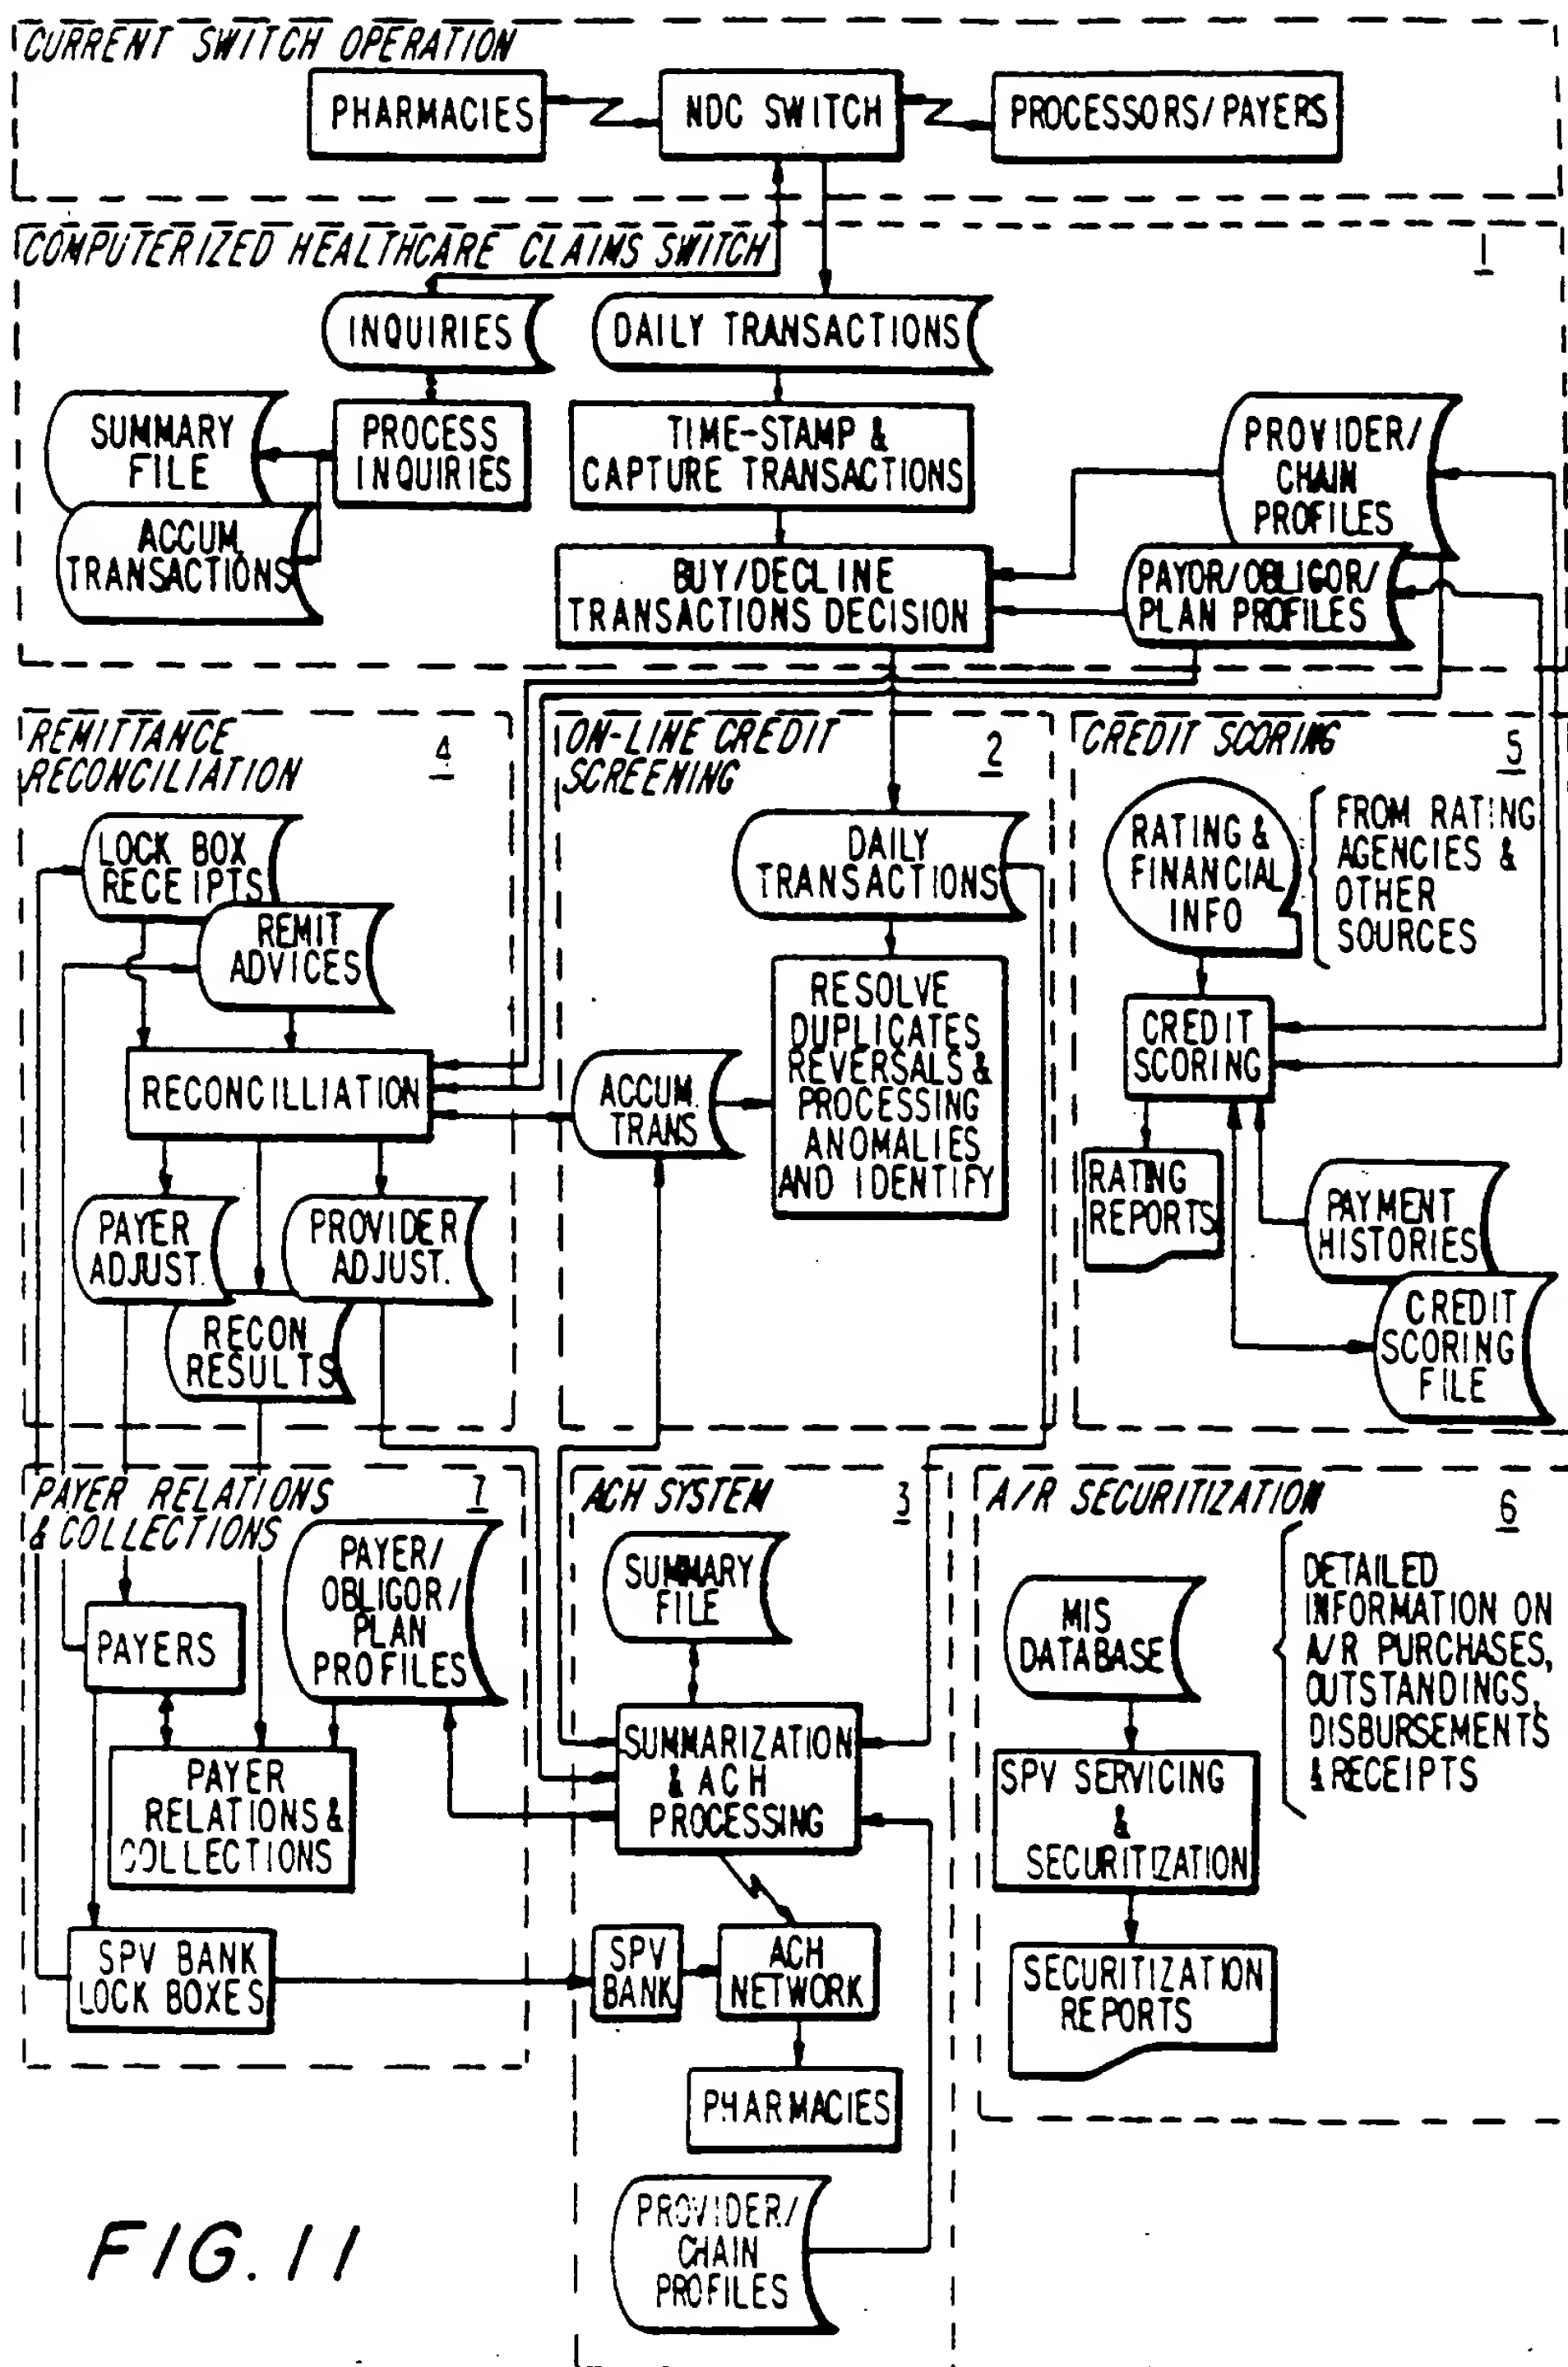 CURRENT SWITCH OPERATION
PHARMACIES
NDC SWITCH
PROCESSORS/PAYERS
COMPUTERIZED HEALTHCARE CLAIMS SWITCH
1
INQUIRIES
DAILY TRANSACTIONS
SUMMARY
FILE
PROCESS
INQUIRIES
TIME-STAMP &
CAPTURE TRANSACTIONS
PROVIDER/
CHAIN
PROFILES
ACCUM.
TRANSACTIONS
BUY/DECLINE
TRANSACTIONS DECISION
PAYOR/OBLIGOR/
PLAN PROFILES
REMITTANCE
RECONCILIATION
4
LOCK BOX
RECEIPTS
REMIT
ADVICES
RECONCILLIATION
PAYER
ADJUST.
PROVIDER
ADJUST.
RECON
RESULTS
ON-LINE CREDIT
SCREENING
2
DAILY
TRANSACTIONS
RESOLVE
DUPLICATES
REVERSALS &
PROCESSING
ANOMALIES
AND IDENTIFY
ACCUM.
TRANS
CREDIT SCORING
5
RATING &
FINANCIAL
INFO
FROM RATING
AGENCIES &
OTHER
SOURCES
CREDIT
SCORING
RATING
REPORTS
PAYMENT
HISTORIES
CREDIT
SCORING
FILE
PAYER RELATIONS
& COLLECTIONS
7
PAYER/
OBLIGOR/
PLAN
PROFILES
PAYERS
PAYER
RELATIONS &
COLLECTIONS
SPV BANK
LOCK BOXES
ACH SYSTEM
3
SUMMARY
FILE
SUMMARIZATION
& ACH
PROCESSING
SPV
BANK
ACH
NETWORK
PHARMACIES
PROVIDER/
CHAIN
PROFILES
A/R SECURITIZATION
6
MIS
DATABASE
DETAILED
INFORMATION ON
A/R PURCHASES,
OUTSTANDINGS,
DISBURSEMENTS
& RECEIPTS
SPV SERVICING
&
SECURITIZATION
SECURITIZATION
REPORTS
FIG. 11